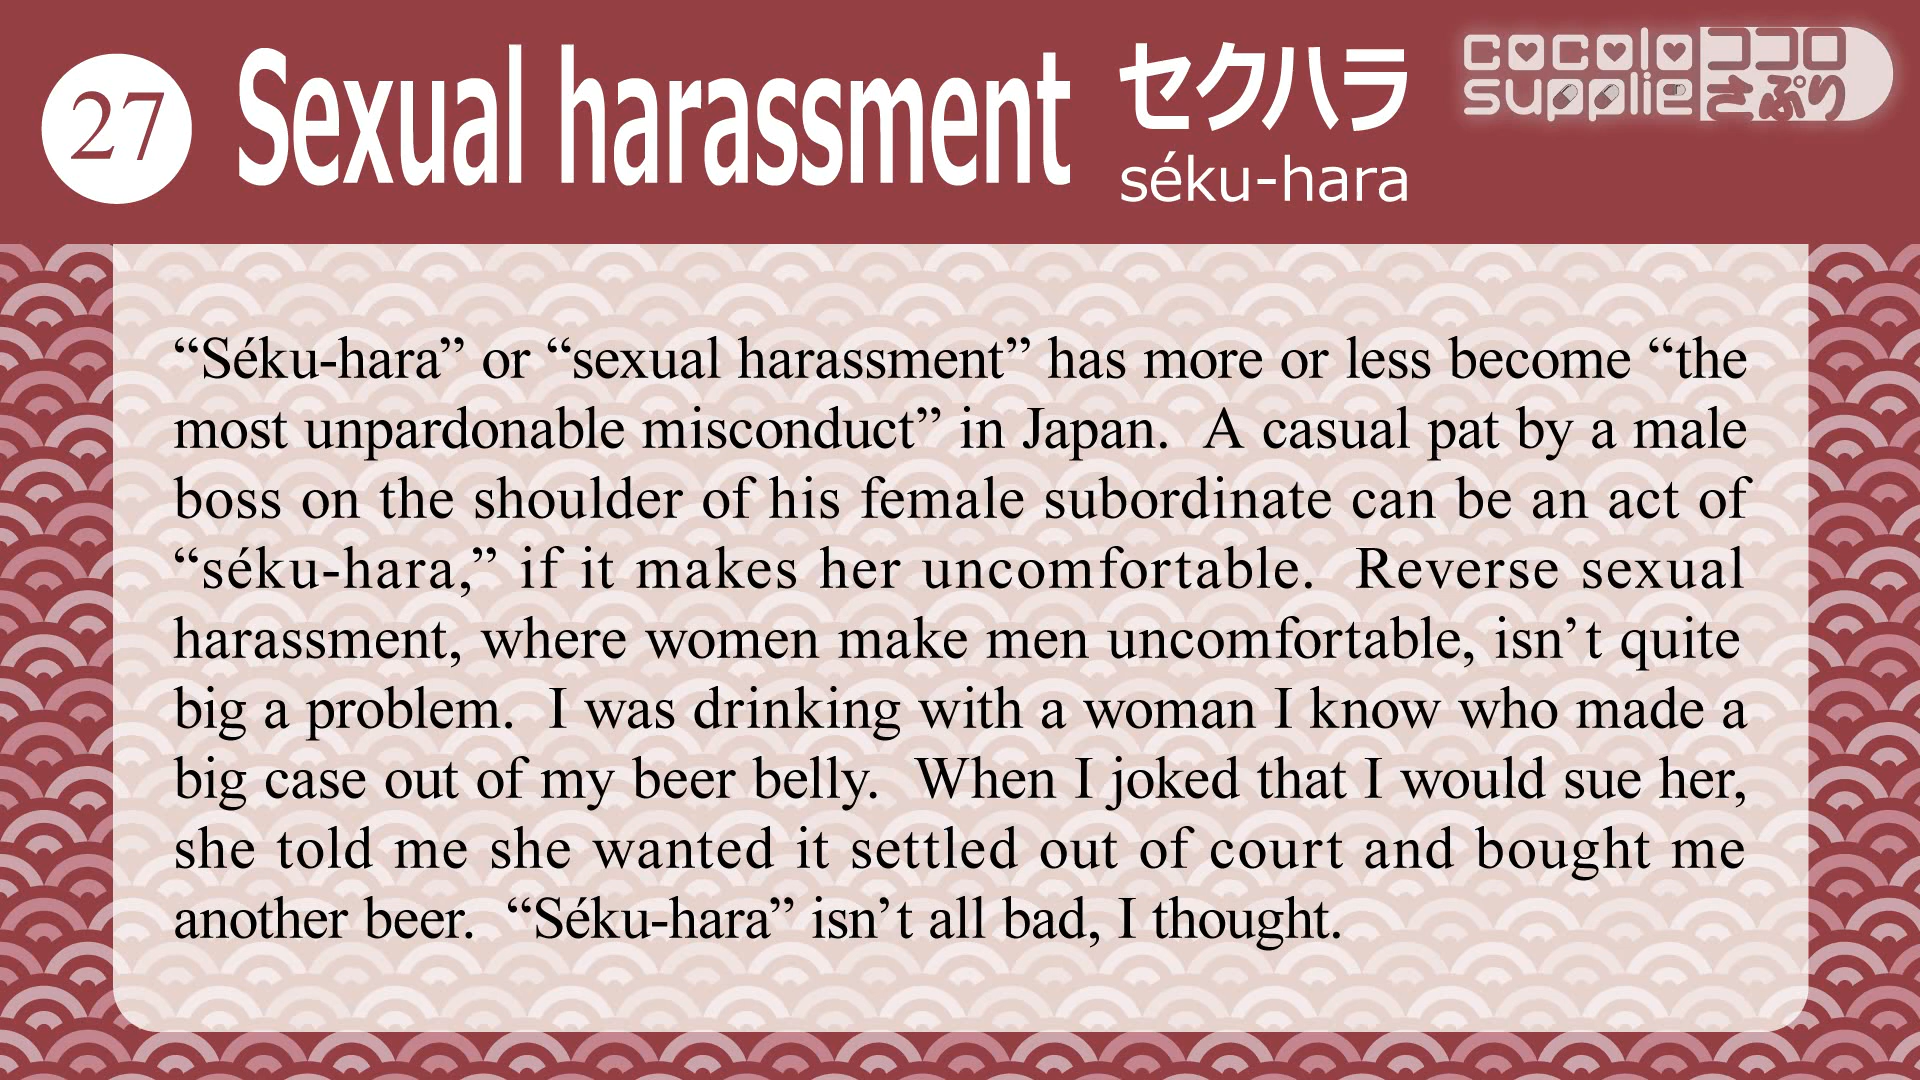 27
Sexual harassment
セクハラ
séku-hara
cocolo
supplie
ココロ
さぷり
“Séku-hara” or “sexual harassment” has more or less become “the
most unpardonable misconduct” in Japan.  A casual pat by a male
boss on the shoulder of his female subordinate can be an act of
“séku-hara,” if it makes her uncomfortable.  Reverse sexual
harassment, where women make men uncomfortable, isn’t quite
big a problem.  I was drinking with a woman I know who made a
big case out of my beer belly.  When I joked that I would sue her,
she told me she wanted it settled out of court and bought me
another beer.  “Séku-hara” isn’t all bad, I thought.